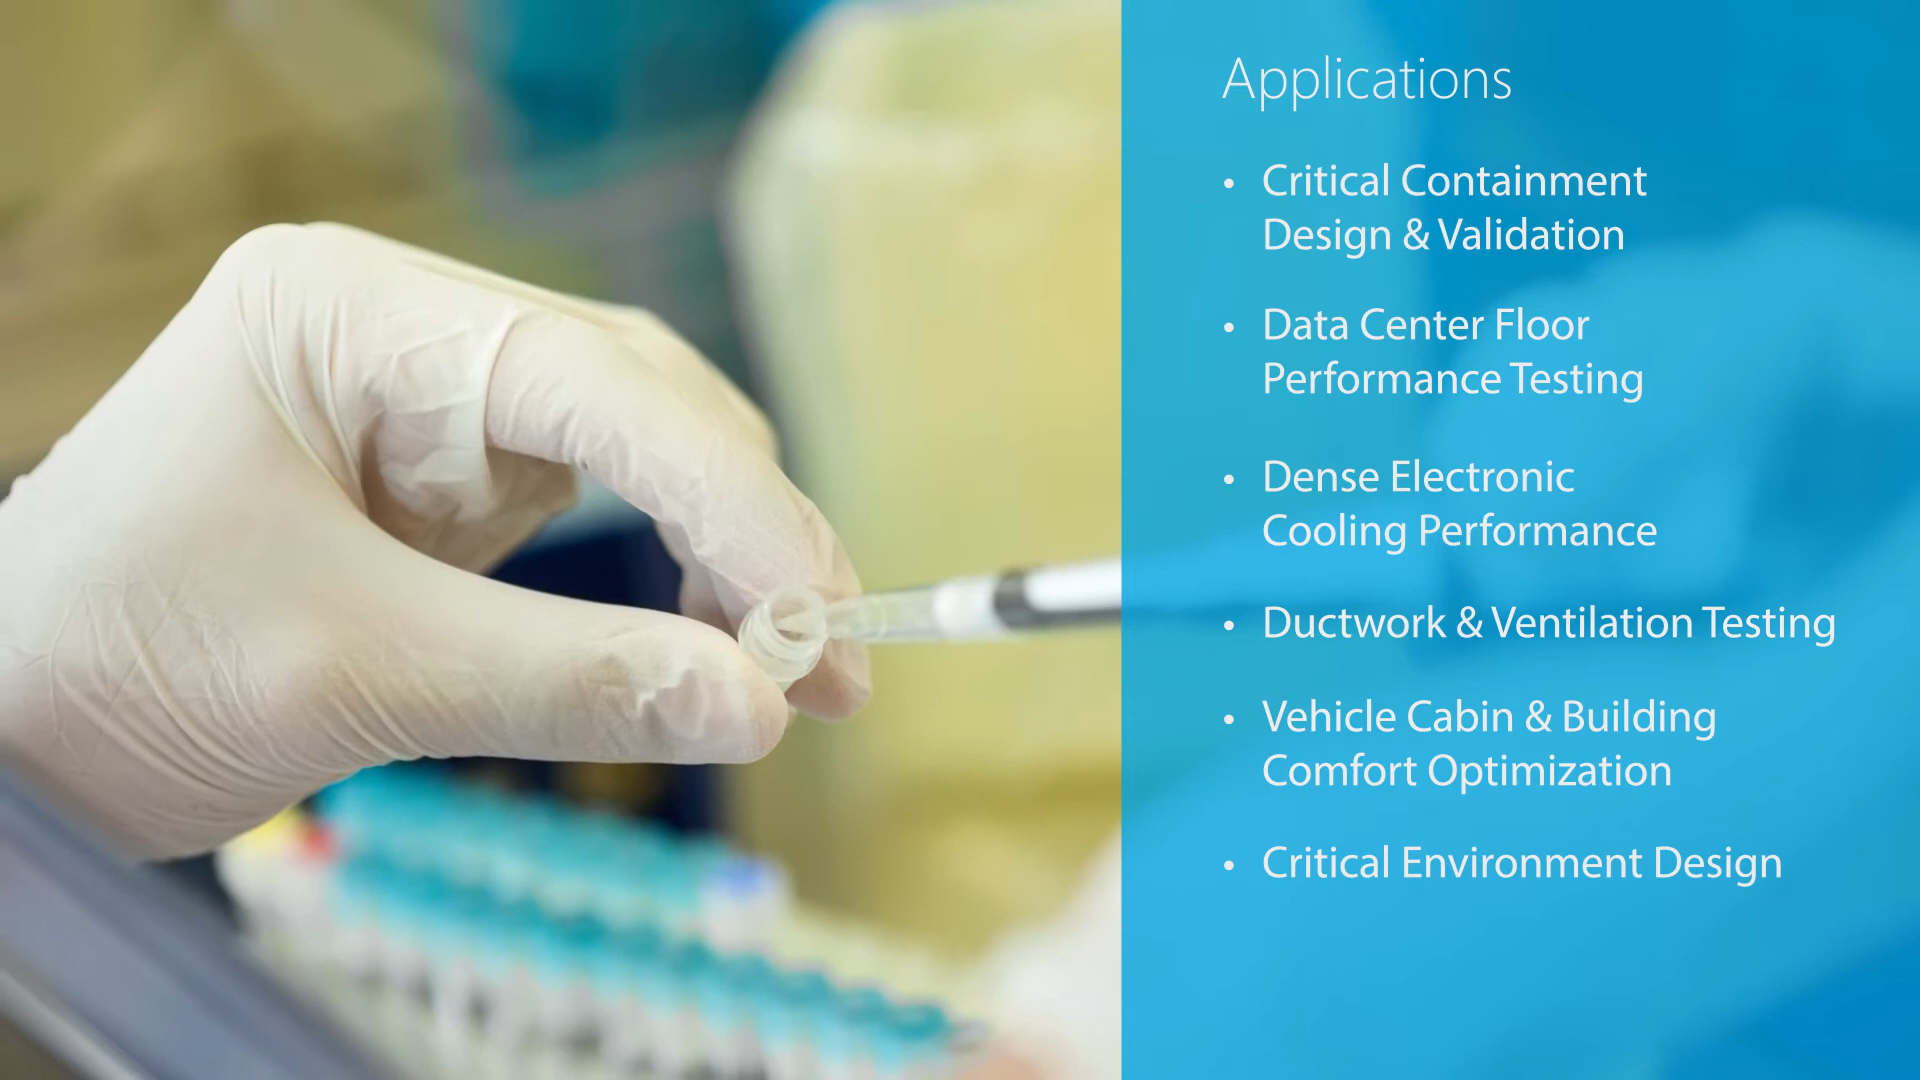 Applications
• Critical Containment
Design & Validation
• Data Center Floor
Performance Testing
• Dense Electronic
Cooling Performance
• Ductwork & Ventilation Testing
• Vehicle Cabin & Building
Comfort Optimization
• Critical Environment Design